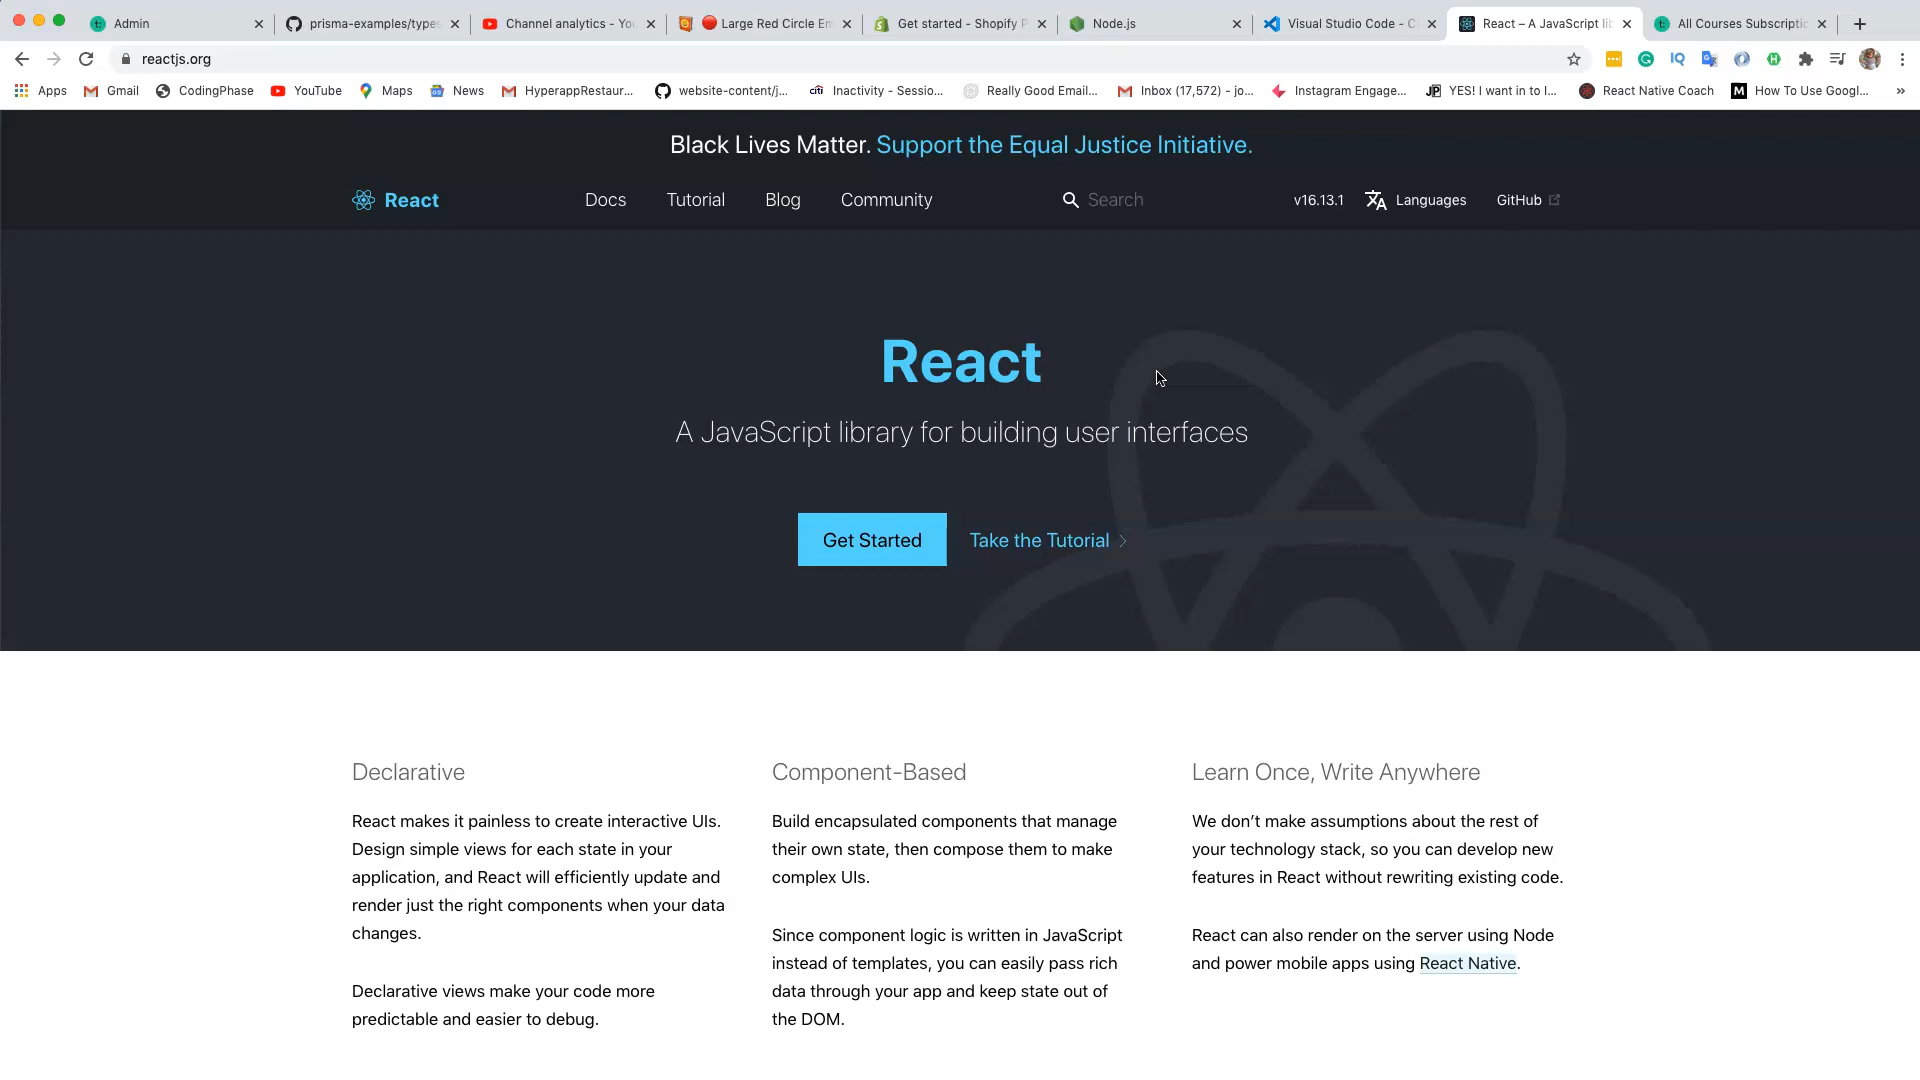 Admin
prisma-examples/types
Channel analytics - You
Large Red Circle Em
Get started - Shopify P
Node.js
Visual Studio Code - C
React – A JavaScript lib
All Courses Subscriptio
reactjs.org
Apps
Gmail
CodingPhase
YouTube
Maps
News
HyperappRestaur...
website-content/j...
Inactivity - Sessio...
Really Good Email...
Inbox (17,572) - jo...
Instagram Engage...
YES! I want in to l...
React Native Coach
How To Use Googl...
»
Black Lives Matter. Support the Equal Justice Initiative.
React
Docs
Tutorial
Blog
Community
Search
v16.13.1
Languages
GitHub
React
A JavaScript library for building user interfaces
Get Started
Take the Tutorial
Declarative
React makes it painless to create interactive UIs.
Design simple views for each state in your
application, and React will efficiently update and
render just the right components when your data
changes.
Declarative views make your code more
predictable and easier to debug.
Component-Based
Build encapsulated components that manage
their own state, then compose them to make
complex UIs.
Since component logic is written in JavaScript
instead of templates, you can easily pass rich
data through your app and keep state out of
the DOM.
Learn Once, Write Anywhere
We don’t make assumptions about the rest of
your technology stack, so you can develop new
features in React without rewriting existing code.
React can also render on the server using Node
and power mobile apps using React Native.